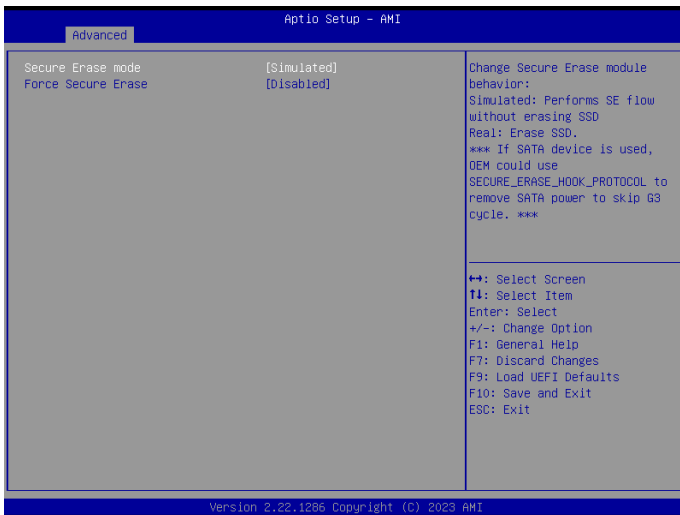 Aptio Setup – AMI
Advanced
Secure Erase mode [Simulated]
Force Secure Erase [Disabled]
Change Secure Erase module
behavior:
Simulated: Performs SE flow
without erasing SSD
Real: Erase SSD.
*** If SATA device is used,
OEM could use
SECURE_ERASE_HOOK_PROTOCOL to
remove SATA power to skip G3
cycle. ***
↔: Select Screen
↑↓: Select Item
Enter: Select
+/-: Change Option
F1: General Help
F7: Discard Changes
F9: Load UEFI Defaults
F10: Save and Exit
ESC: Exit
Version 2.22.1286 Copyright (C) 2023 AMI